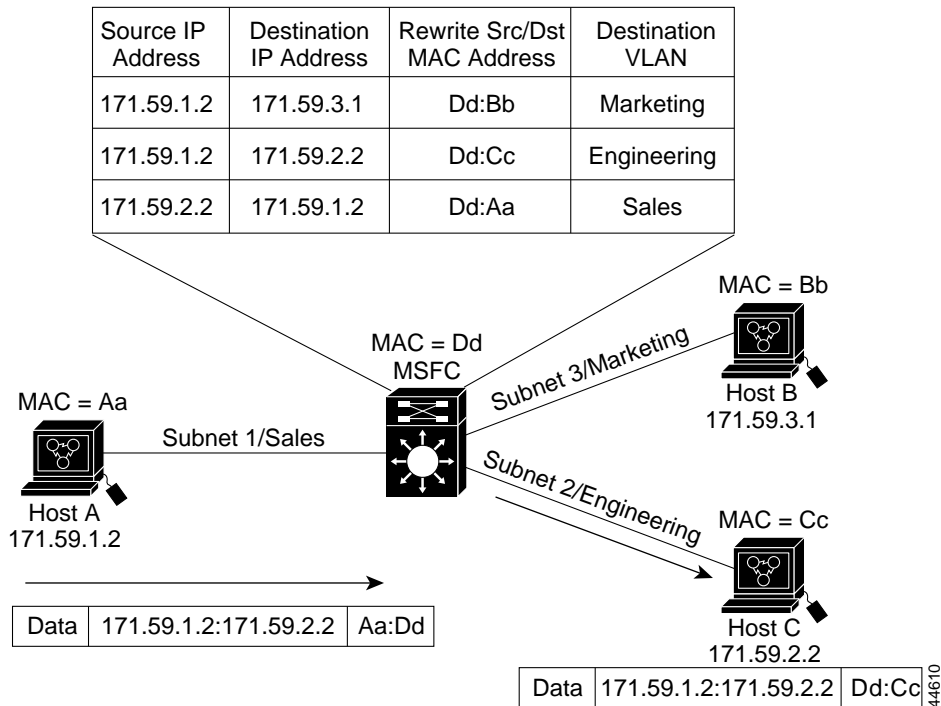 Source IP Address
Destination IP Address
Rewrite Src/Dst MAC Address
Destination VLAN
171.59.1.2 171.59.3.1 Dd:Bb Marketing
171.59.1.2 171.59.2.2 Dd:Cc Engineering
171.59.2.2 171.59.1.2 Dd:Aa Sales
MAC = Bb
MAC = Dd
MSFC
Subnet 3/Marketing
Host B
171.59.3.1
MAC = Aa
Subnet 1/Sales
Host A
171.59.1.2
Subnet 2/Engineering
MAC = Cc
Host C
171.59.2.2
Data 171.59.1.2:171.59.2.2 Aa:Dd
Data 171.59.1.2:171.59.2.2 Dd:Cc
44610